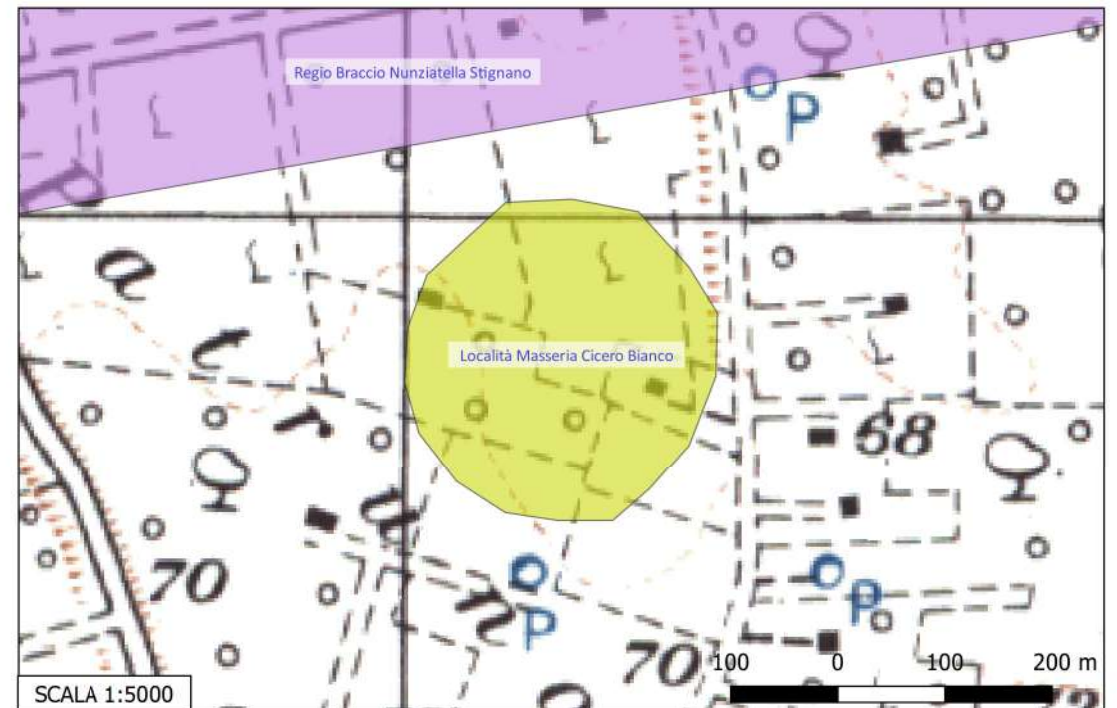 Regio Braccio Nunziatella Stignano
P
a
t
Località Masseria Cicero Bianco
r
68
u
70
P
n
P
70
o
100 0 100 200 m
SCALA 1:5000